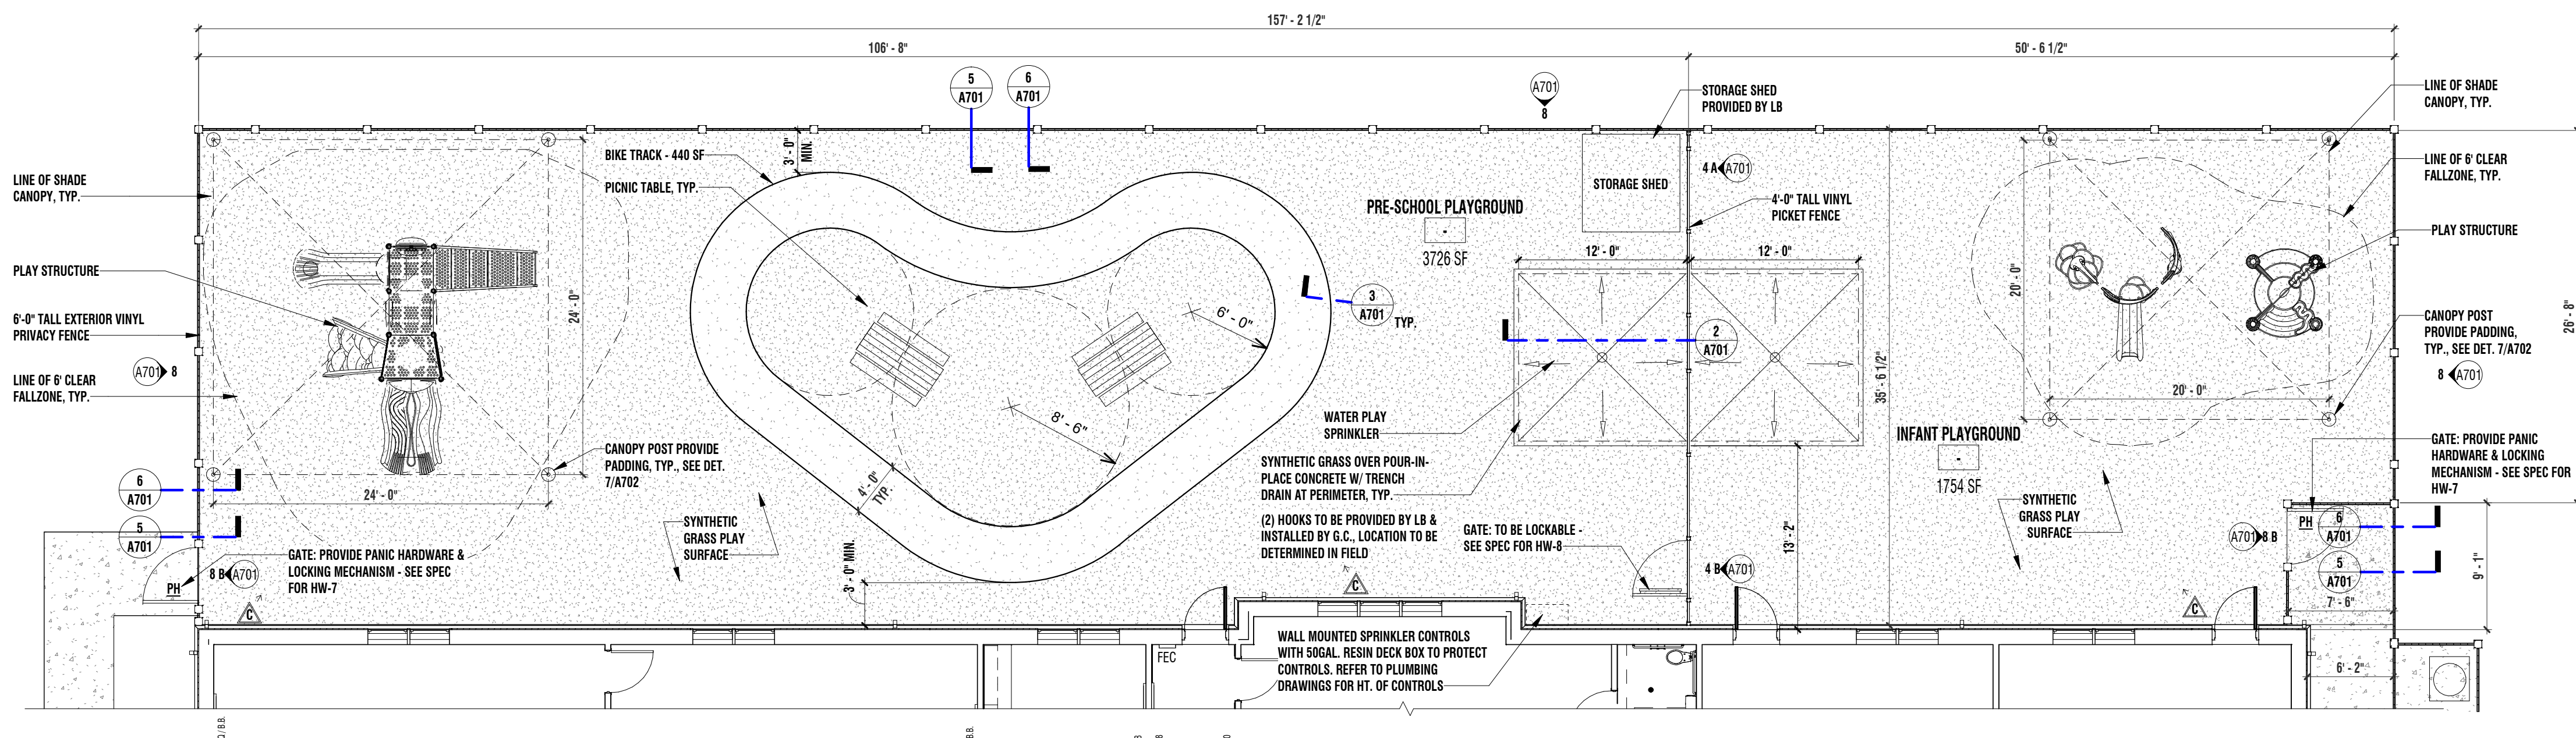 157' - 2 1/2"
106' - 8"
50' - 6 1/2"
5
A701
6
A701
A701
8
STORAGE SHED
PROVIDED BY LB
LINE OF SHADE
CANOPY, TYP.
3' - 0"
MIN.
BIKE TRACK - 440 SF
PICNIC TABLE, TYP.
LINE OF SHADE
CANOPY, TYP.
STORAGE SHED
4 A
A701
LINE OF 6' CLEAR
FALLZONE, TYP.
PRE-SCHOOL PLAYGROUND
3726 SF
4'-0" TALL VINYL
PICKET FENCE
PLAY STRUCTURE
PLAY STRUCTURE
12' - 0"
12' - 0"
24' - 0"
20' - 0"
26' - 8"
6'-0" TALL EXTERIOR VINYL
PRIVACY FENCE
6' - 0"
3
A701
TYP.
2
A701
CANOPY POST
PROVIDE PADDING,
TYP., SEE DET. 7/A702
A701
8
8
A701
LINE OF 6' CLEAR
FALLZONE, TYP.
35' - 6 1/2"
20' - 0"
8' - 6"
WATER PLAY
SPRINKLER
INFANT PLAYGROUND
1754 SF
CANOPY POST PROVIDE
PADDING, TYP., SEE DET.
7/A702
GATE: PROVIDE PANIC
HARDWARE & LOCKING
MECHANISM - SEE SPEC FOR
HW-7
SYNTHETIC GRASS OVER POUR-IN-
PLACE CONCRETE W/ TRENCH
DRAIN AT PERIMETER, TYP.
6
A701
24' - 0"
4' - 0"
TYP.
5
A701
SYNTHETIC
GRASS PLAY
SURFACE
(2) HOOKS TO BE PROVIDED BY LB &
INSTALLED BY G.C., LOCATION TO BE
DETERMINED IN FIELD
GATE: TO BE LOCKABLE -
SEE SPEC FOR HW-8
13' - 2"
SYNTHETIC
GRASS PLAY
SURFACE
PH
6
A701
A701
8 B
5
A701
9' - 1"
GATE: PROVIDE PANIC HARDWARE &
LOCKING MECHANISM - SEE SPEC
FOR HW-7
8 B
A701
PH
C
3' - 0" MIN.
C
4 B
A701
C
7' - 6"
WALL MOUNTED SPRINKLER CONTROLS
WITH 50GAL. RESIN DECK BOX TO PROTECT
CONTROLS. REFER TO PLUMBING
DRAWINGS FOR HT. OF CONTROLS
FEC
6' - 2"